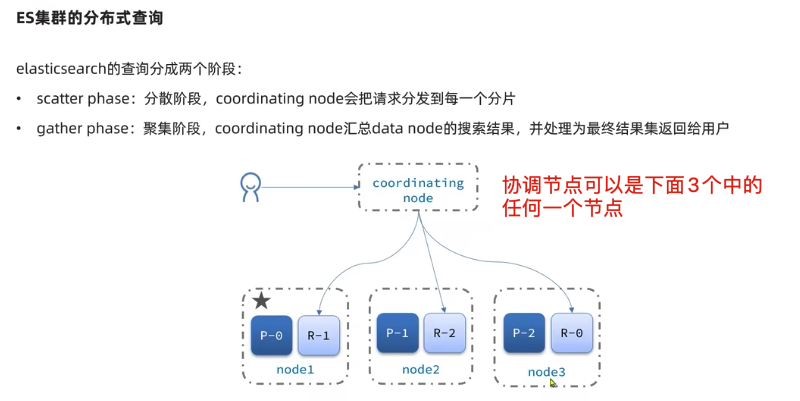 ES集群的分布式查询
elasticsearch的查询分成两个阶段：
• scatter phase：分散阶段，coordinating node会把请求分发到每一个分片
• gather phase：聚集阶段，coordinating node汇总data node的搜索结果，并处理为最终结果集返回给用户
coordinating
node
协调节点可以是下面3个中的
任何一个节点
P-0 R-1 P-1 R-2 P-2 R-0
node1 node2 node3